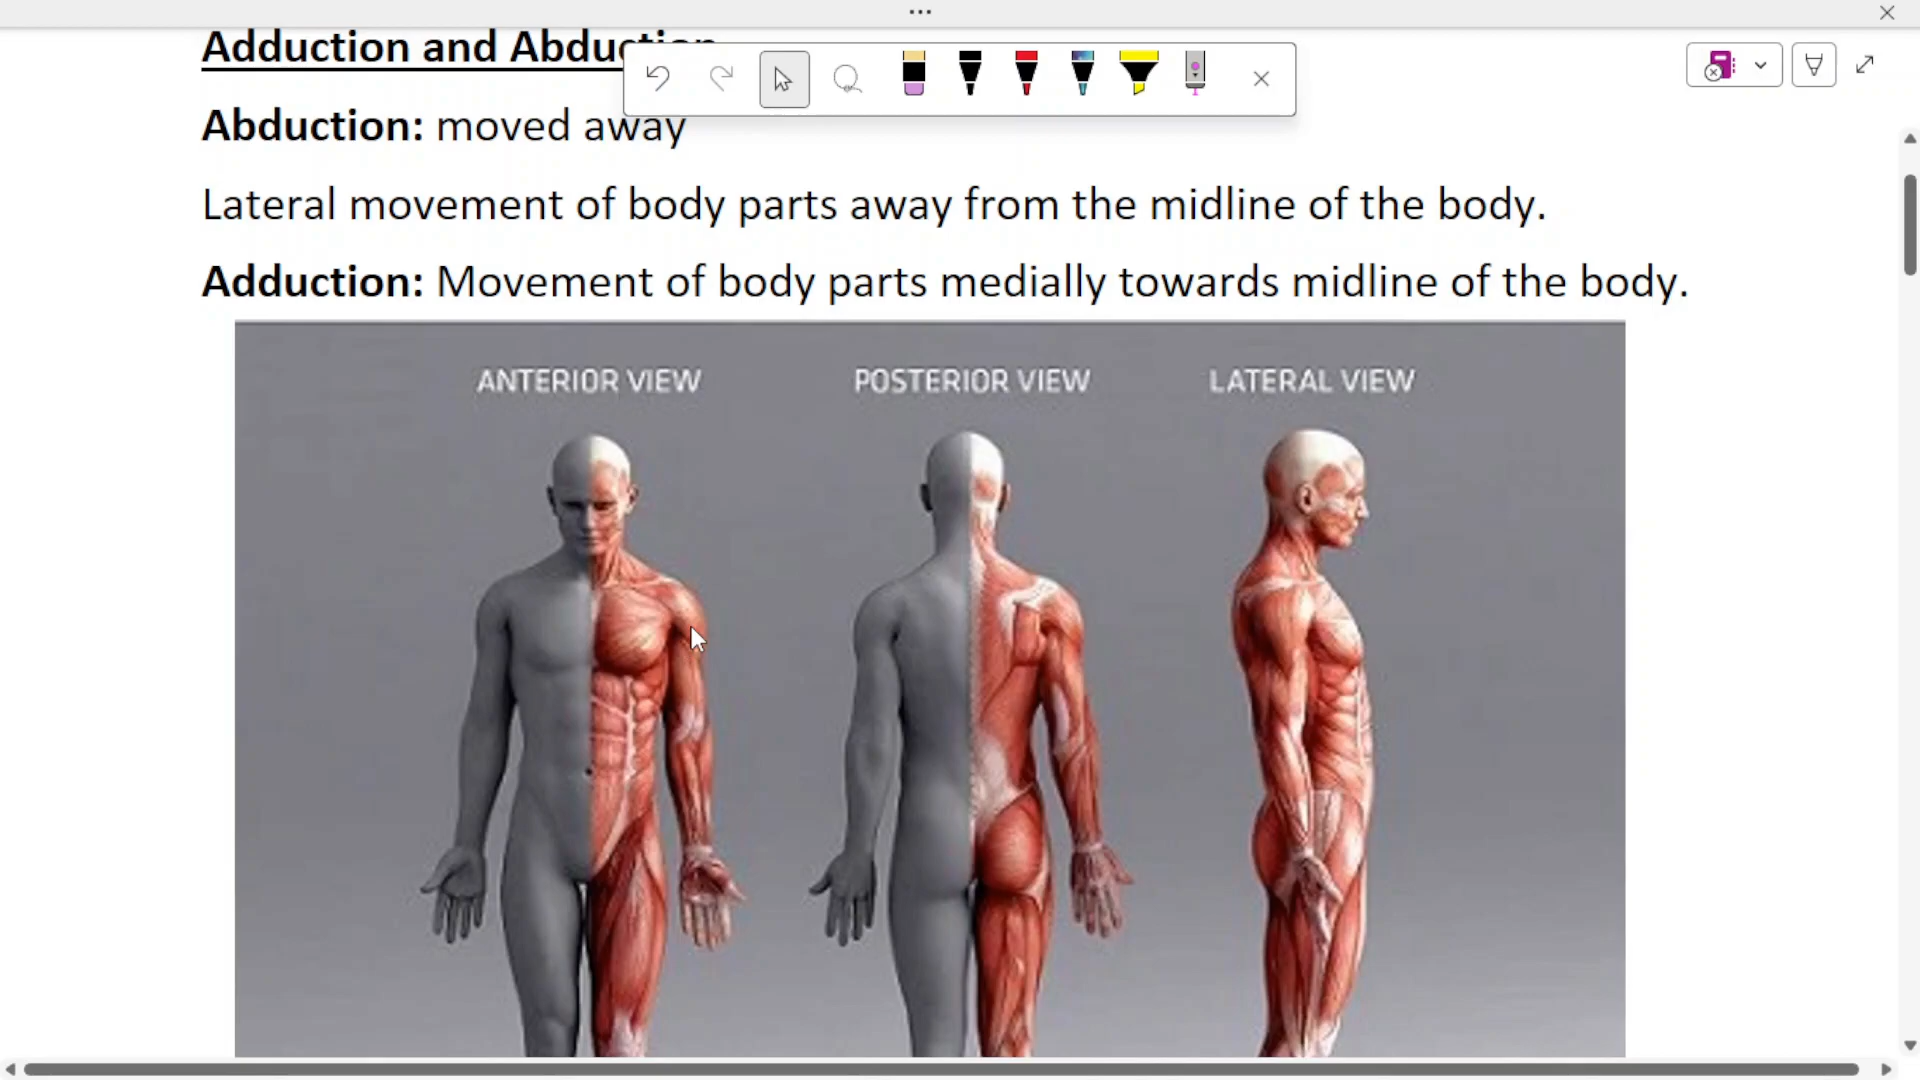 Adduction and Abduction
Abduction: moved away
Lateral movement of body parts away from the midline of the body.
Adduction: Movement of body parts medially towards midline of the body.
ANTERIOR VIEW POSTERIOR VIEW LATERAL VIEW